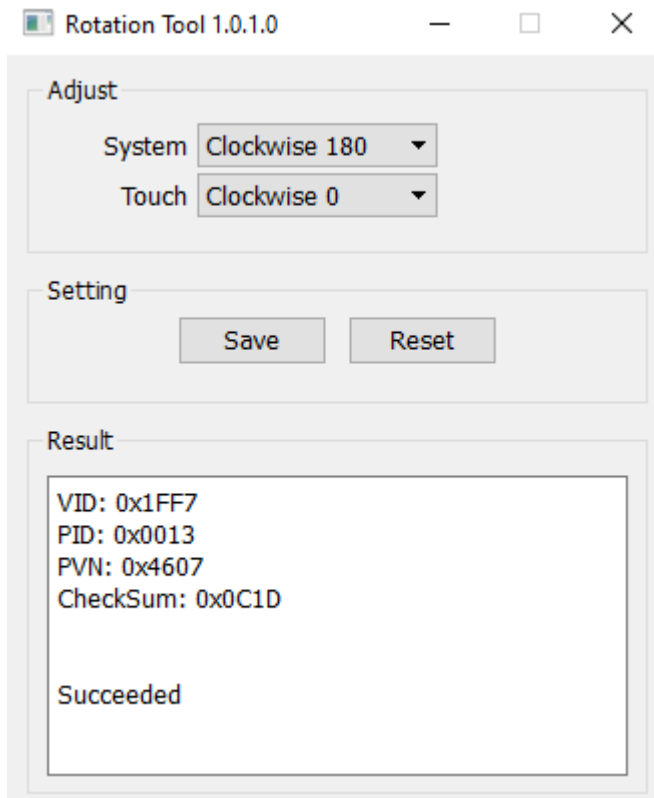 Rotation Tool 1.0.1.0
Adjust
System Clockwise 180
Touch Clockwise 0
Setting
Save Reset
Result
VID: 0x1FF7
PID: 0x0013
PVN: 0x4607
CheckSum: 0x0C1D
Succeeded